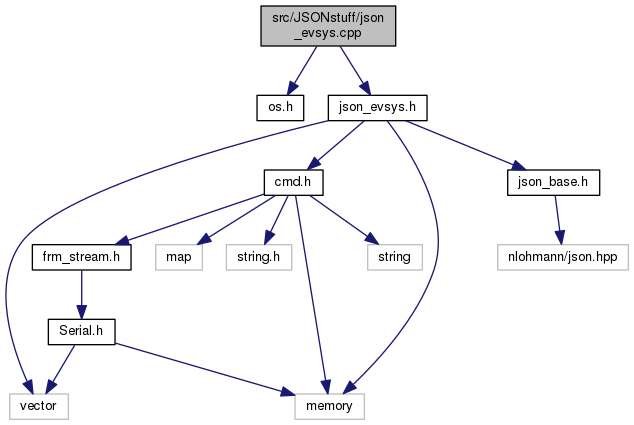 src/JSONstuff/json
_evsys.cpp
os.h
json_evsys.h
cmd.h
json_base.h
frm_stream.h
map
string.h
string
nlohmann/json.hpp
Serial.h
vector
memory